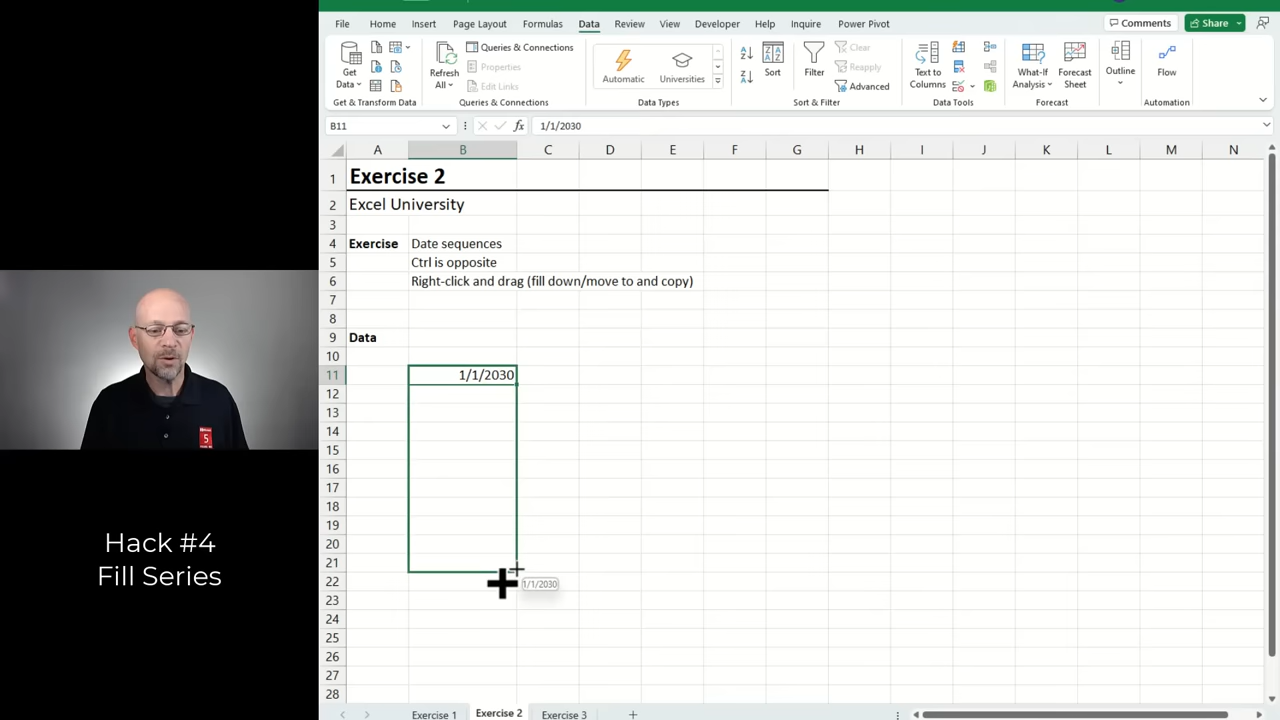 File Home Insert Page Layout Formulas Data Review View Developer Help Inquire Power Pivot Comments Share
Get Data
Refresh All
Queries & Connections
Properties
Edit Links
Automatic
Universities
Sort
Filter
Clear
Reapply
Advanced
Text to Columns
What-If Analysis
Forecast Sheet
Outline
Flow
Get & Transform Data Queries & Connections Data Types Sort & Filter Data Tools Forecast Automation
B11 fx 1/1/2030
A B C D E F G H I J K L M N
1 Exercise 2
2 Excel University
3
4 Exercise Date sequences
5 Ctrl is opposite
6 Right-click and drag (fill down/move to and copy)
7
8
9 Data
10
11 1/1/2030
12
13
14
15
16
17
18
19
20
21
1/1/2030
22
23
24
25
26
27
28
Exercise 1 Exercise 2 Exercise 3
5
Hack #4
Fill Series